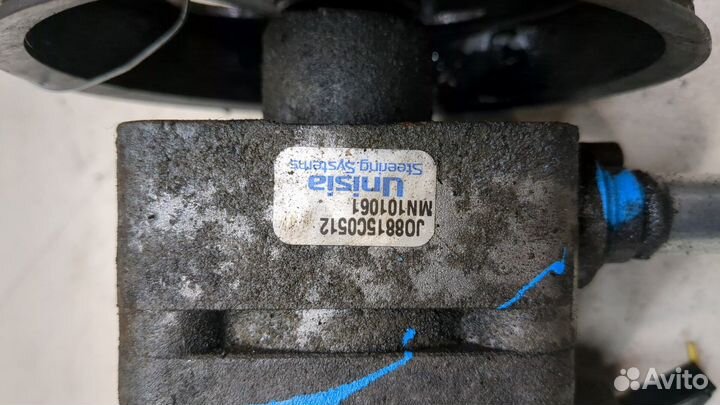 Unisia
Steering Systems
MN101061
J08815C0512
Avito